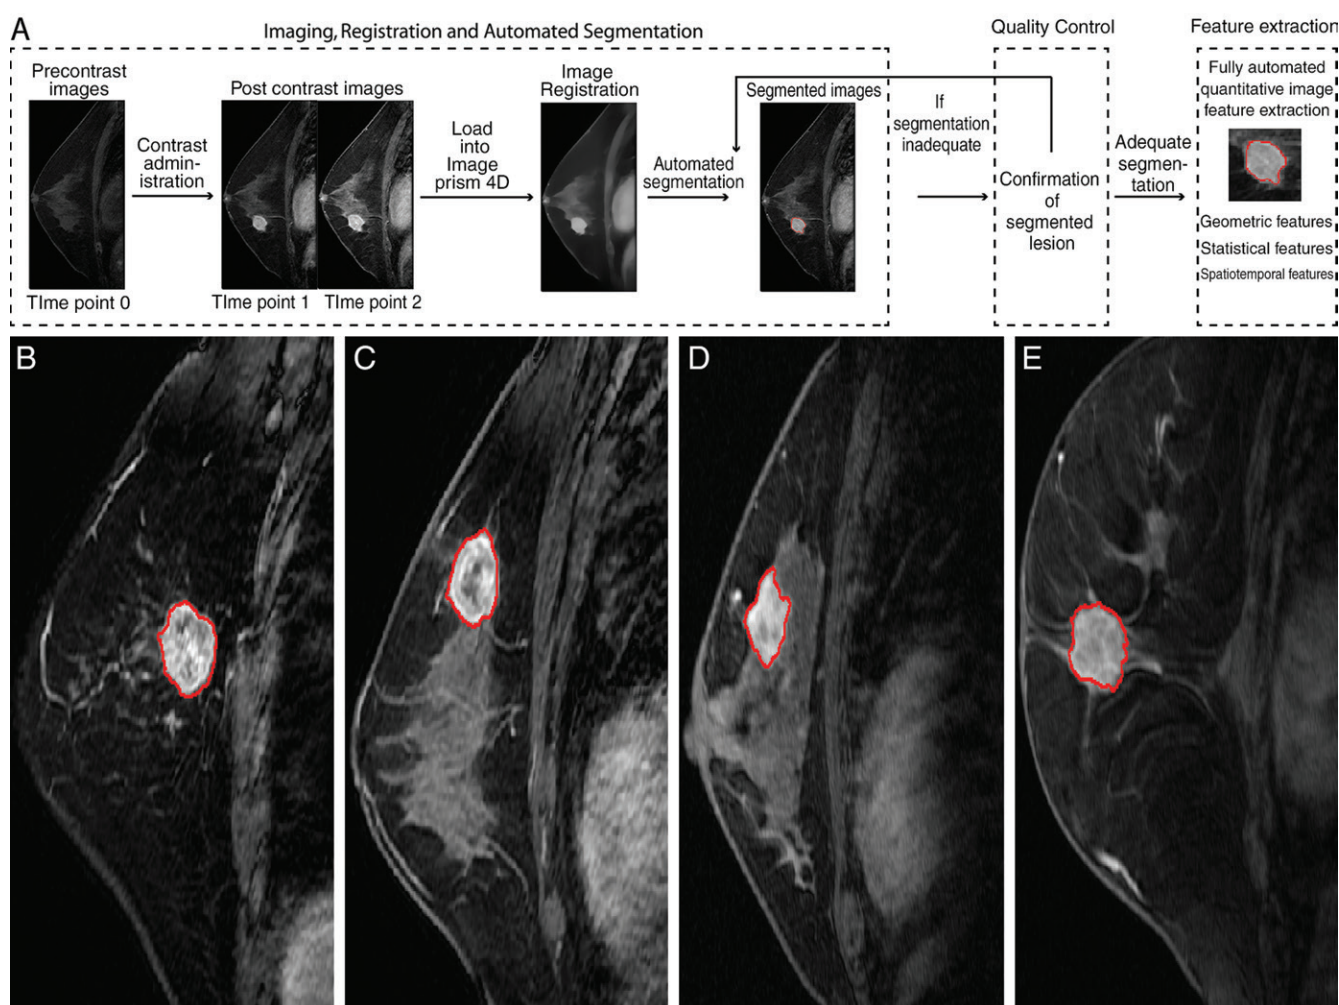 A
Imaging, Registration and Automated Segmentation
Quality Control
Feature extraction
Precontrast
images
TIme point 0
Contrast
admin-
istration
Post contrast images
TIme point 1
TIme point 2
Load
into
Image
prism 4D
Image
Registration
Automated
segmentation
Segmented images
If
segmentation
inadequate
Confirmation
of
segmented
lesion
Adequate
segmen-
tation
Fully automated
quantitative image
feature extraction
Geometric features
Statistical features
Spatiotemporal features
B
C
D
E